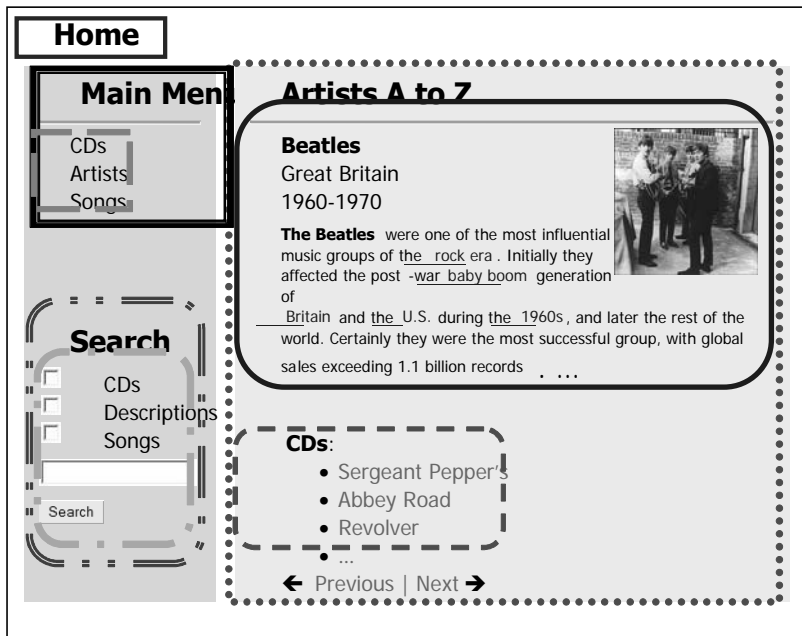 Home
Main Men
CDs
Artists
Songs
Search
CDs
Descriptions
Songs
Search
Artists A to Z
Beatles
Great Britain
1960-1970
The Beatles were one of the most influential
music groups of the rock era . Initially they
affected the post -war baby boom generation
of
Britain and the U.S. during the 1960s , and later the rest of the
world. Certainly they were the most successful group, with global
sales exceeding 1.1 billion records . ...
CDs:
• Sergeant Pepper's
• Abbey Road
• Revolver
• ...
🡸 Previous | Next 🡺